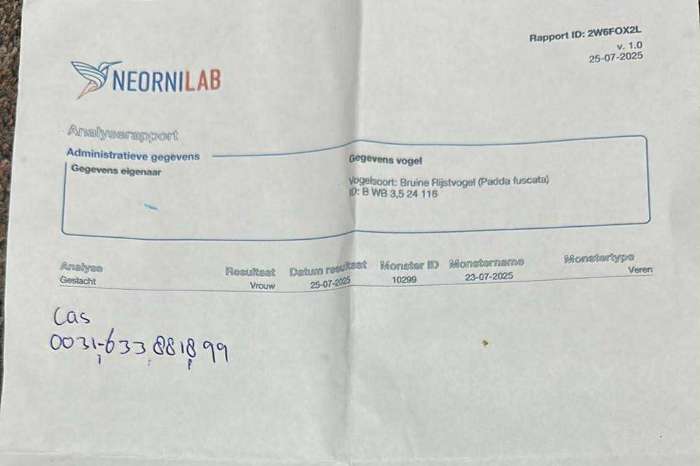 Rapport ID: 2W6FOX2L
v. 1.0
25-07-2025
NEORNILAB
Analyserapport
Administratieve gegevens
Gegevens eigenaar
Gegevens vogel
Vogelsoort: Bruine Rijstvogel (Padda fuscata)
ID: B WB 3,5 24 116
Analyse Resultaat Datum resultaat Monster ID Monstername Monstertype
Geslacht Vrouw 25-07-2025 10299 23-07-2025 Veren
Cas
0031-633 881899